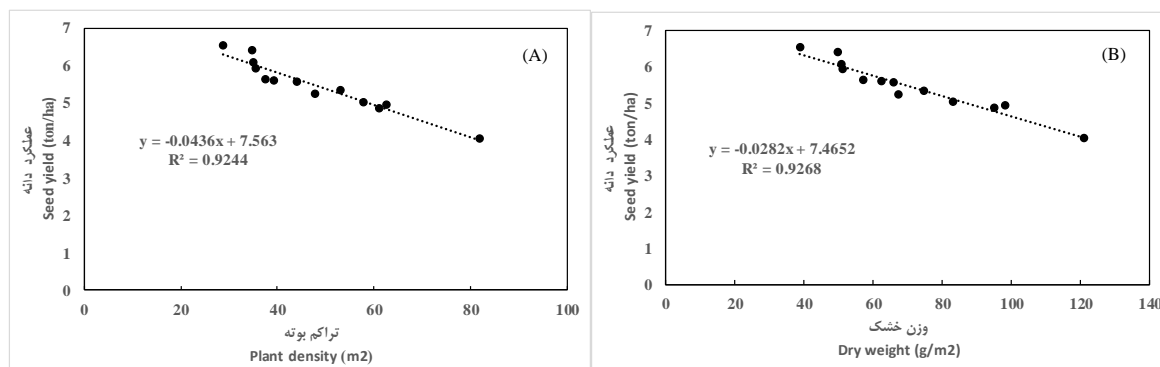 (A)
7
6
5
4
3
2
1
0
عملکرد دانه
Seed yield (ton/ha)
y = -0.0436x + 7.563
R² = 0.9244
0
20
40
60
80
100
تراکم بوته
Plant density (m2)
(B)
7
6
5
4
3
2
1
0
عملکرد دانه
Seed yield (ton/ha)
y = -0.0282x + 7.4652
R² = 0.9268
0
20
40
60
80
100
120
140
وزن خشک
Dry weight (g/m2)